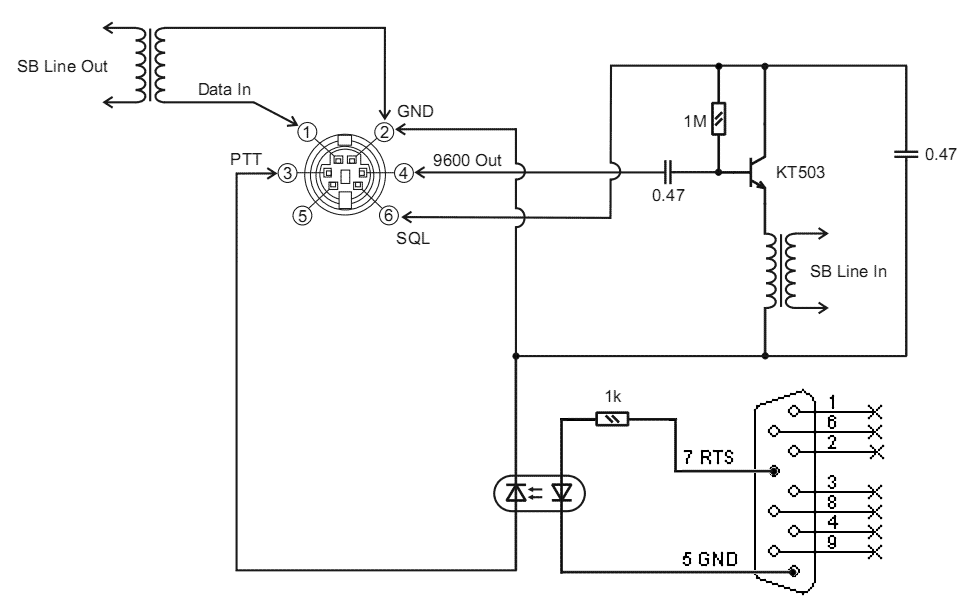 SB Line Out
Data In
GND
1
2
PTT
3
4
9600 Out
5
6
SQL
1M
0.47
KT503
0.47
SB Line In
1k
7 RTS
5 GND
1
6
2
3
8
4
9